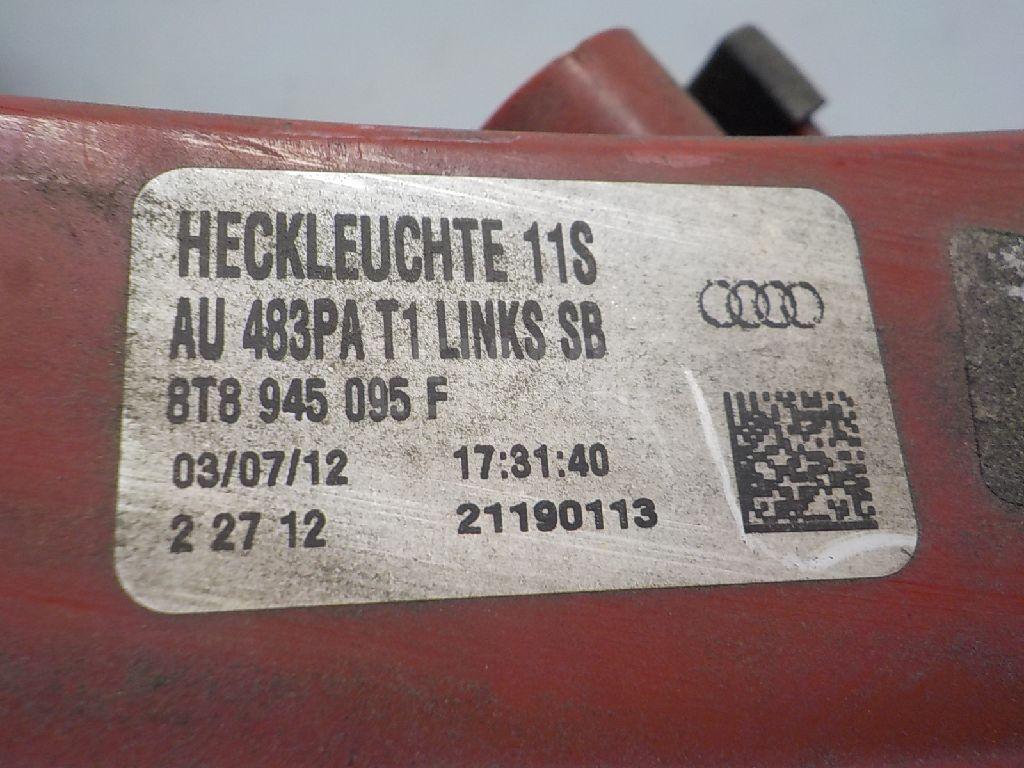 HECKLEUCHTE 11S
AU 483PA T1 LINKS SB
8T8 945 095 F
03/07/12 17:31:40
2 27 12 21190113